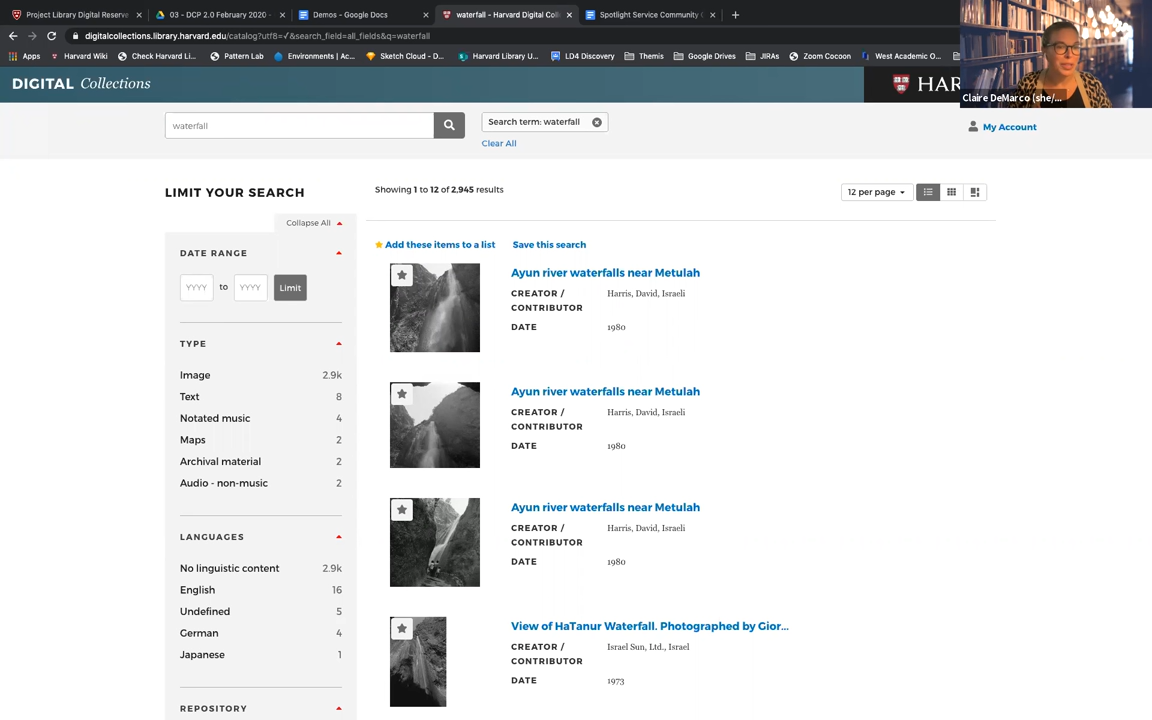 Project Library Digital Reserve
03 - DCP 2.0 February 2020 -
Demos - Google Docs
waterfall - Harvard Digital Coll
Spotlight Service Community C
digitalcollections.library.harvard.edu/catalog?utf8=✓&search_field=all_fields&q=waterfall
Apps
Harvard Wiki
Check Harvard Li...
Pattern Lab
Environments | Ac...
Sketch Cloud - D...
Harvard Library U...
LD4 Discovery
Themis
Google Drives
JIRAs
Zoom Cocoon
West Academic O...
Claire DeMarco (she/...
DIGITAL Collections
HAR
waterfall
Search term: waterfall
Clear All
My Account
LIMIT YOUR SEARCH
Showing 1 to 12 of 2,945 results
12 per page
Collapse All
Add these items to a list Save this search
DATE RANGE
YYYY to YYYY Limit
TYPE
Image 2.9k
Text 8
Notated music 4
Maps 2
Archival material 2
Audio - non-music 2
LANGUAGES
No linguistic content 2.9k
English 16
Undefined 5
German 4
Japanese 1
REPOSITORY
Ayun river waterfalls near Metulah
CREATOR / CONTRIBUTOR
Harris, David, Israeli
DATE 1980
Ayun river waterfalls near Metulah
CREATOR / CONTRIBUTOR
Harris, David, Israeli
DATE 1980
Ayun river waterfalls near Metulah
CREATOR / CONTRIBUTOR
Harris, David, Israeli
DATE 1980
View of HaTanur Waterfall. Photographed by Gior...
CREATOR / CONTRIBUTOR
Israel Sun, Ltd., Israel
DATE 1973